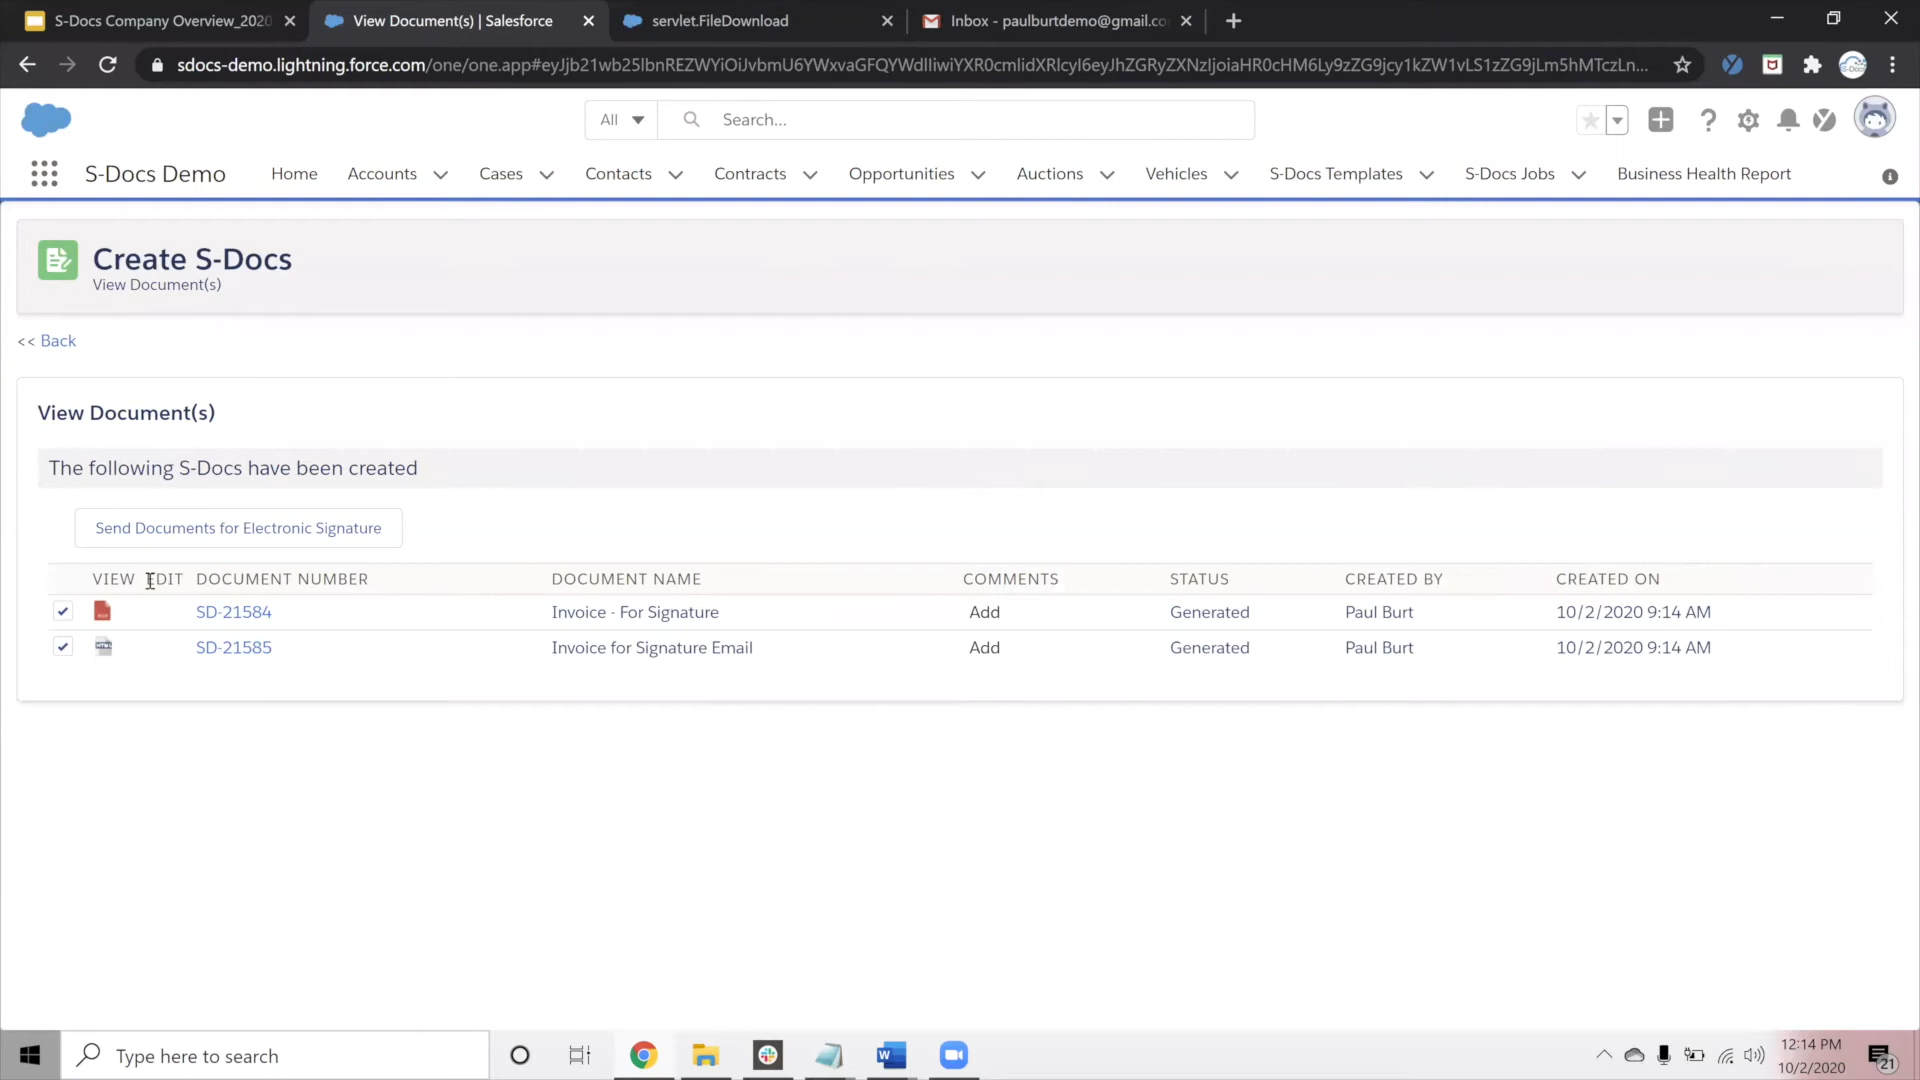 S-Docs Company Overview_2020
View Document(s) | Salesforce
servlet.FileDownload
Inbox - paulburtdemo@gmail.co
sdocs-demo.lightning.force.com
All
Search...
S-Docs Demo
Home
Accounts
Cases
Contacts
Contracts
Opportunities
Auctions
Vehicles
S-Docs Templates
S-Docs Jobs
Business Health Report
Create S-Docs
View Document(s)
<< Back
View Document(s)
The following S-Docs have been created
Send Documents for Electronic Signature
VIEW EDIT DOCUMENT NUMBER DOCUMENT NAME COMMENTS STATUS CREATED BY CREATED ON
SD-21584 Invoice - For Signature Add Generated Paul Burt 10/2/2020 9:14 AM
SD-21585 Invoice for Signature Email Add Generated Paul Burt 10/2/2020 9:14 AM
Type here to search
12:14 PM
10/2/2020
21